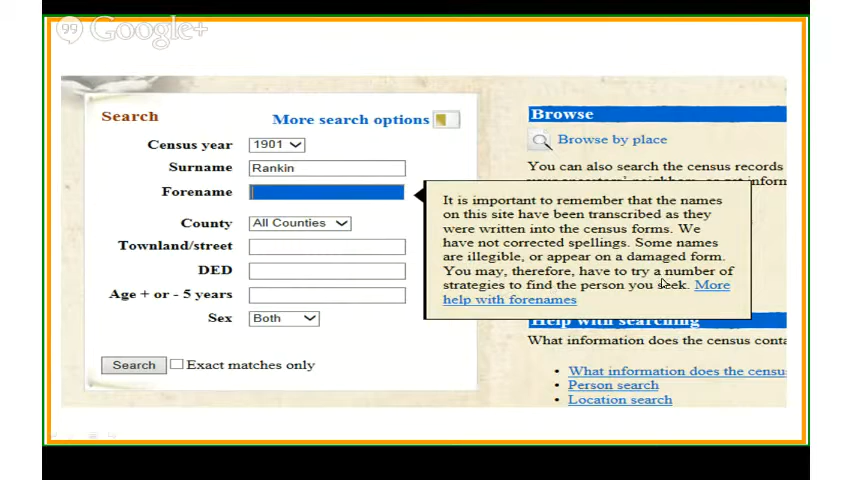 Google+
Search
More search options
Census year 1901
Surname Rankin
Forename
County All Counties
Townland/street
DED
Age + or - 5 years
Sex Both
Search Exact matches only
It is important to remember that the names
on this site have been transcribed as they
were written into the census forms. We
have not corrected spellings. Some names
are illegible, or appear on a damaged form.
You may, therefore, have to try a number of
strategies to find the person you seek. More
help with forenames
Browse
Browse by place
You can also search the census records
Help with searching
What information does the census conta
• What information does the census
• Person search
• Location search